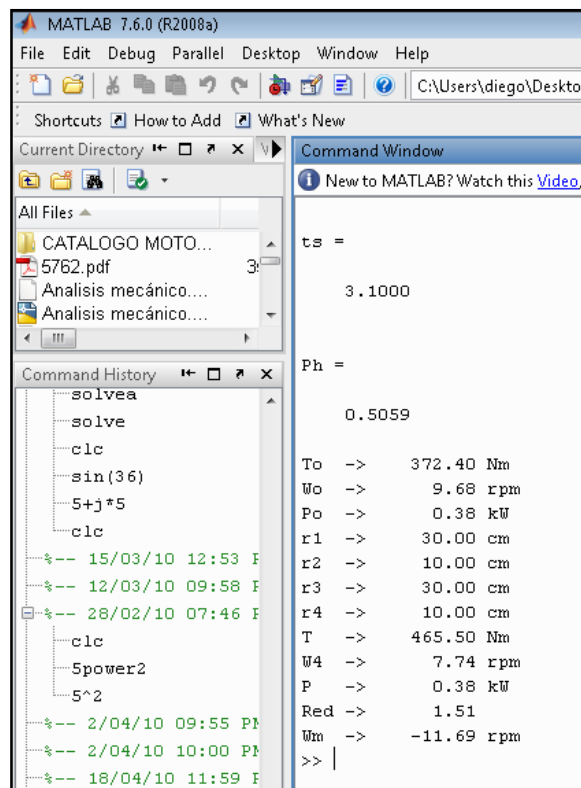 MATLAB 7.6.0 (R2008a)
File Edit Debug Parallel Desktop Window Help
C:\Users\diego\Deskto
Shortcuts How to Add What's New
Current Directory
All Files
CATALOGO MOTO...
5762.pdf
Analisis mecánico....
Analisis mecánico....
Command History
solvea
solve
clc
sin(36)
5+j*5
clc
%-- 15/03/10 12:53 P
%-- 12/03/10 09:58 P
%-- 28/02/10 07:46 P
clc
5power2
5^2
%-- 2/04/10 09:55 PM
%-- 2/04/10 10:00 PM
%-- 18/04/10 11:59 P
Command Window
New to MATLAB? Watch this Video,
ts =
3.1000
Ph =
0.5059
To -> 372.40 Nm
Wo -> 9.68 rpm
Po -> 0.38 kW
r1 -> 30.00 cm
r2 -> 10.00 cm
r3 -> 30.00 cm
r4 -> 10.00 cm
T -> 465.50 Nm
W4 -> 7.74 rpm
P -> 0.38 kW
Red -> 1.51
Wm -> -11.69 rpm
>>